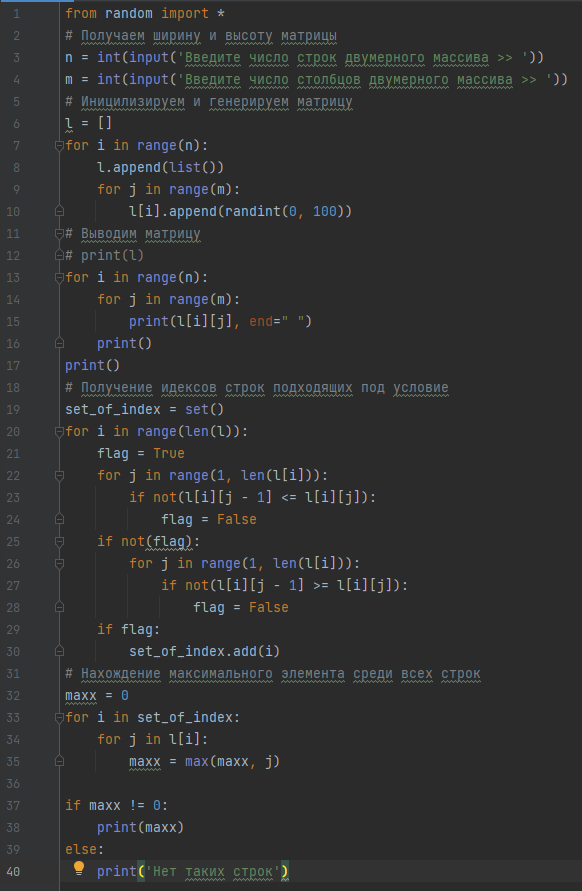 1 from random import *
2 # Получаем ширину и высоту матрицы
3 n = int(input('Введите число строк двумерного массива >> '))
4 m = int(input('Введите число столбцов двумерного массива >> '))
5 # Иницилизируем и генерируем матрицу
6 l = []
7 for i in range(n):
8     l.append(list())
9     for j in range(m):
10         l[i].append(randint(0, 100))
11 # Выводим матрицу
12 # print(l)
13 for i in range(n):
14     for j in range(m):
15         print(l[i][j], end=" ")
16     print()
17 print()
18 # Получение идексов строк подходящих под условие
19 set_of_index = set()
20 for i in range(len(l)):
21     flag = True
22     for j in range(1, len(l[i])):
23         if not(l[i][j - 1] <= l[i][j]):
24             flag = False
25     if not(flag):
26         for j in range(1, len(l[i])):
27             if not(l[i][j - 1] >= l[i][j]):
28                 flag = False
29     if flag:
30         set_of_index.add(i)
31 # Нахождение максимального элемента среди всех строк
32 maxx = 0
33 for i in set_of_index:
34     for j in l[i]:
35         maxx = max(maxx, j)
36
37 if maxx != 0:
38     print(maxx)
39 else:
40     print('Нет таких строк')